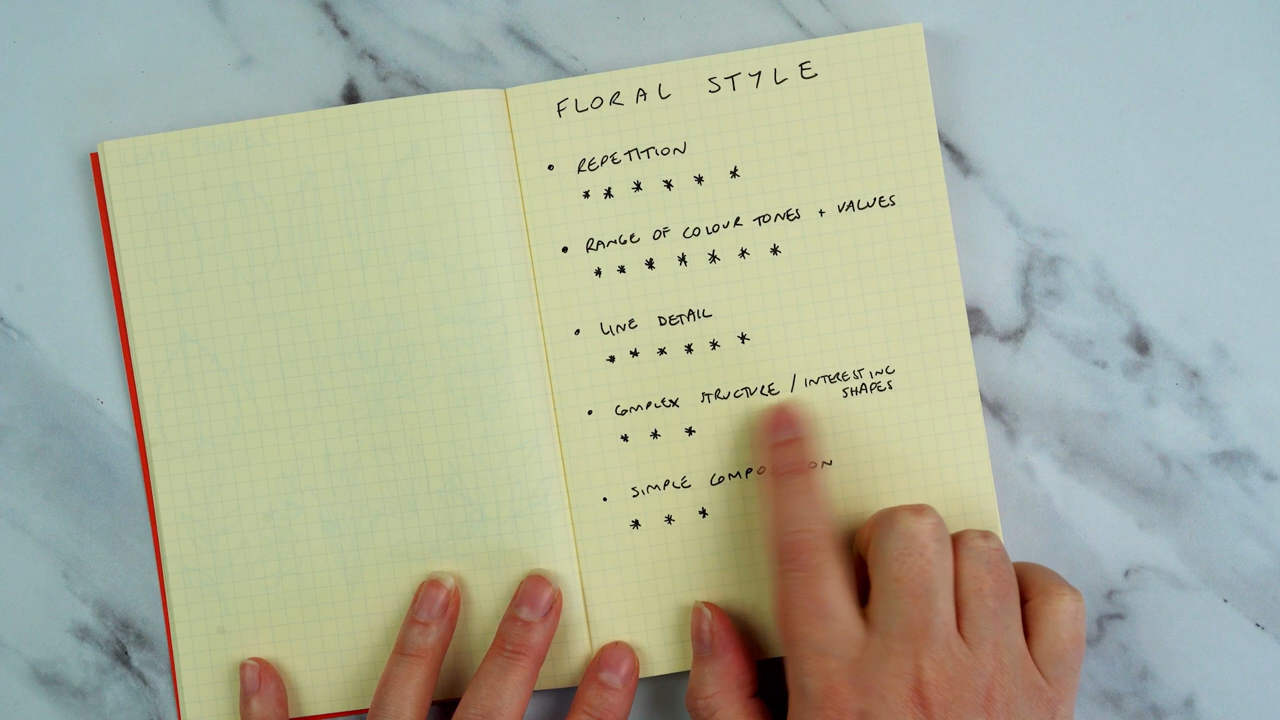 FLORAL STYLE
• REPETITION
* * * * * *
• RANGE OF COLOUR TONES + VALUES
* * * * * * *
• LINE DETAIL
* * * * * *
• COMPLEX STRUCTURE / INTERESTING
SHAPES
* * *
• SIMPLE
* * *